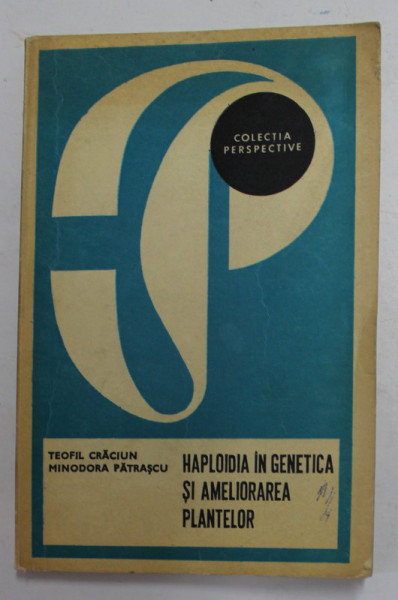 COLECTIA
PERSPECTIVE
TEOFIL CRĂCIUN
MINODORA PĂTRAȘCU
HAPLOIDIA ÎN GENETICA
ȘI AMELIORAREA
PLANTELOR